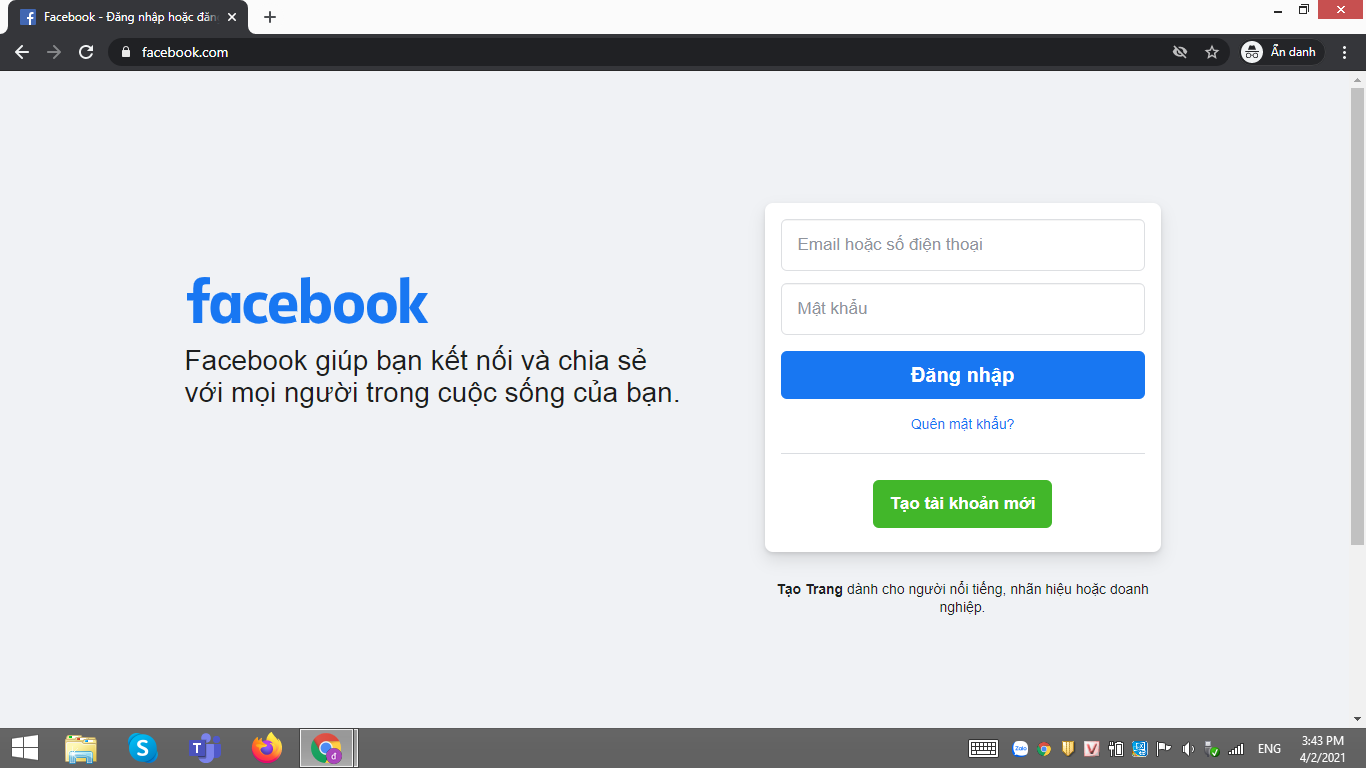 Facebook - Đăng nhập hoặc đăn
facebook.com
Ẩn danh
facebook
Facebook giúp bạn kết nối và chia sẻ
với mọi người trong cuộc sống của bạn.
Email hoặc số điện thoại
Mật khẩu
Đăng nhập
Quên mật khẩu?
Tạo tài khoản mới
Tạo Trang dành cho người nổi tiếng, nhãn hiệu hoặc doanh
nghiệp.
Zalo
ENG
3:43 PM
4/2/2021